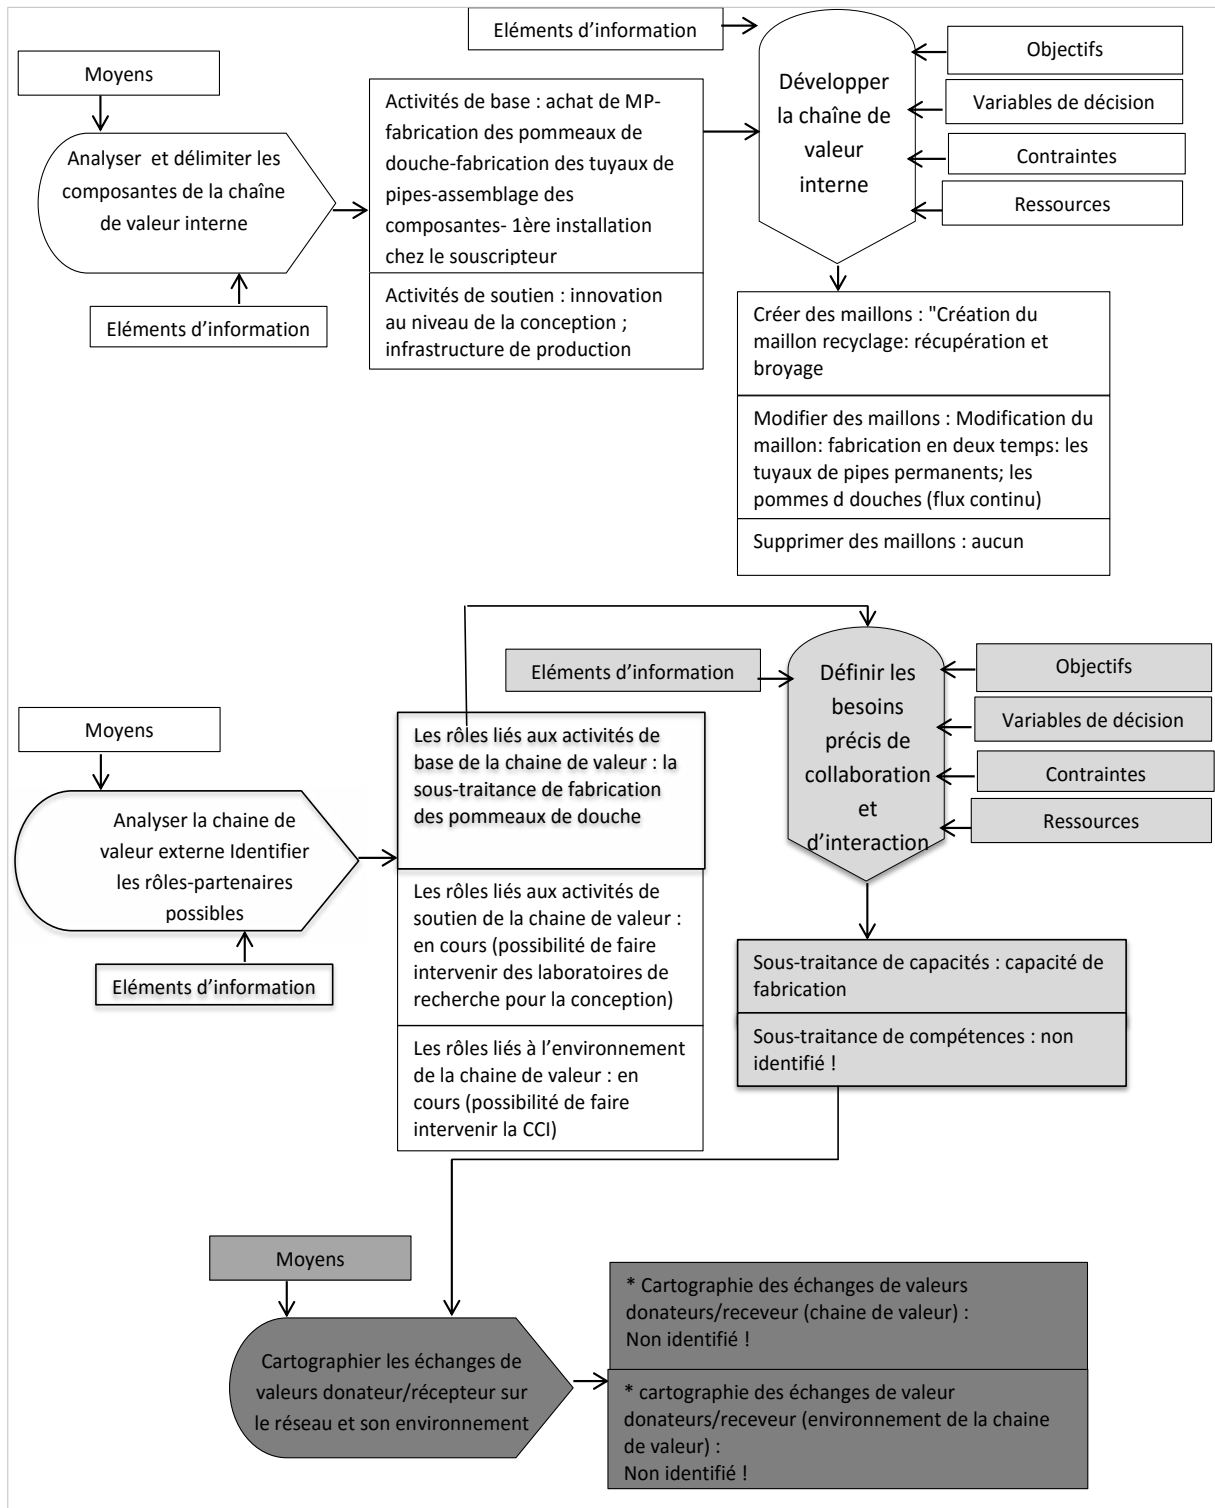 Eléments d’information
Objectifs
Moyens
Variables de décision
Contraintes
Ressources
Analyser et délimiter les
composantes de la chaîne
de valeur interne
Activités de base : achat de MP-
fabrication des pommeaux de
douche-fabrication des tuyaux de
pipes-assemblage des
composantes- 1ère installation
chez le souscripteur
Développer
la chaîne de
valeur
interne
Eléments d’information
Activités de soutien : innovation
au niveau de la conception ;
infrastructure de production
Créer des maillons : "Création du
maillon recyclage: récupération et
broyage
Modifier des maillons : Modification du
maillon: fabrication en deux temps: les
tuyaux de pipes permanents; les
pommes d douches (flux continu)
Supprimer des maillons : aucun
Eléments d’information
Définir les
besoins
précis de
collaboration
et
d’interaction
Objectifs
Variables de décision
Contraintes
Ressources
Moyens
Analyser la chaine de
valeur externe Identifier
les rôles-partenaires
possibles
Eléments d’information
Les rôles liés aux activités de
base de la chaine de valeur : la
sous-traitance de fabrication
des pommeaux de douche
Les rôles liés aux activités de
soutien de la chaine de valeur :
en cours (possibilité de faire
intervenir des laboratoires de
recherche pour la conception)
Les rôles liés à l’environnement
de la chaine de valeur : en
cours (possibilité de faire
intervenir la CCI)
Sous-traitance de capacités : capacité de
fabrication
Sous-traitance de compétences : non
identifié !
Moyens
Cartographier les échanges de
valeurs donateur/récepteur sur
le réseau et son environnement
* Cartographie des échanges de valeurs
donateurs/receveur (chaine de valeur) :
Non identifié !
* cartographie des échanges de valeur
donateurs/receveur (environnement de la chaine
de valeur) :
Non identifié !